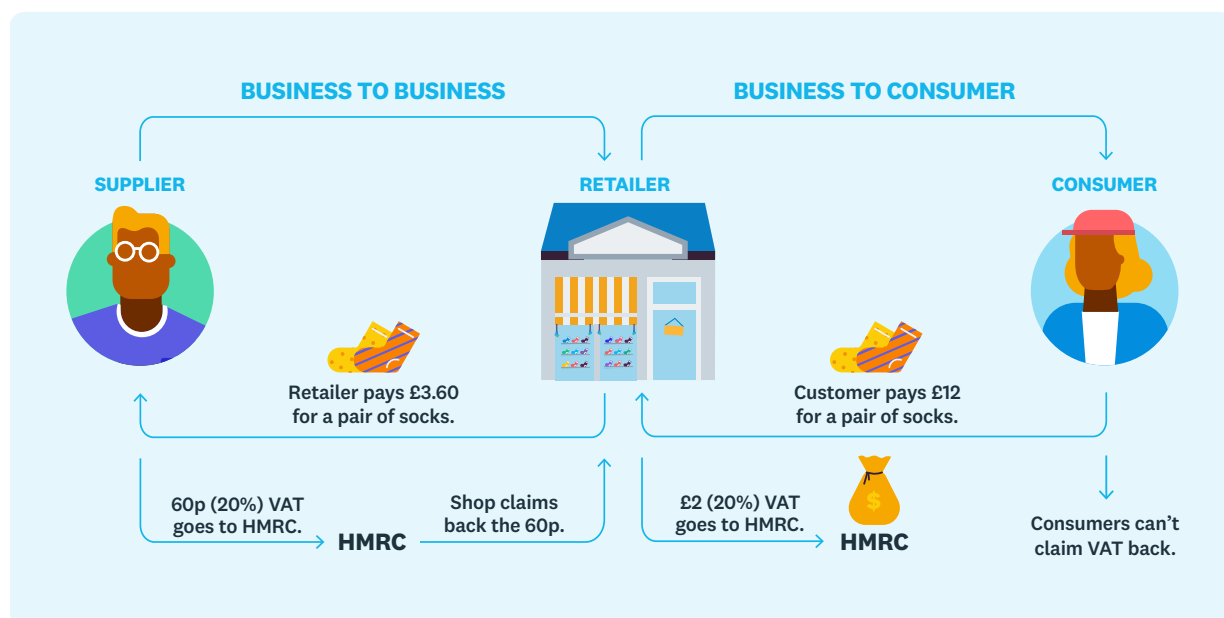 BUSINESS TO BUSINESS
BUSINESS TO CONSUMER
SUPPLIER
RETAILER
CONSUMER
Retailer pays £3.60
for a pair of socks.
Customer pays £12
for a pair of socks.
60p (20%) VAT
goes to HMRC.
HMRC
Shop claims
back the 60p.
£2 (20%) VAT
goes to HMRC.
$
HMRC
Consumers can’t
claim VAT back.